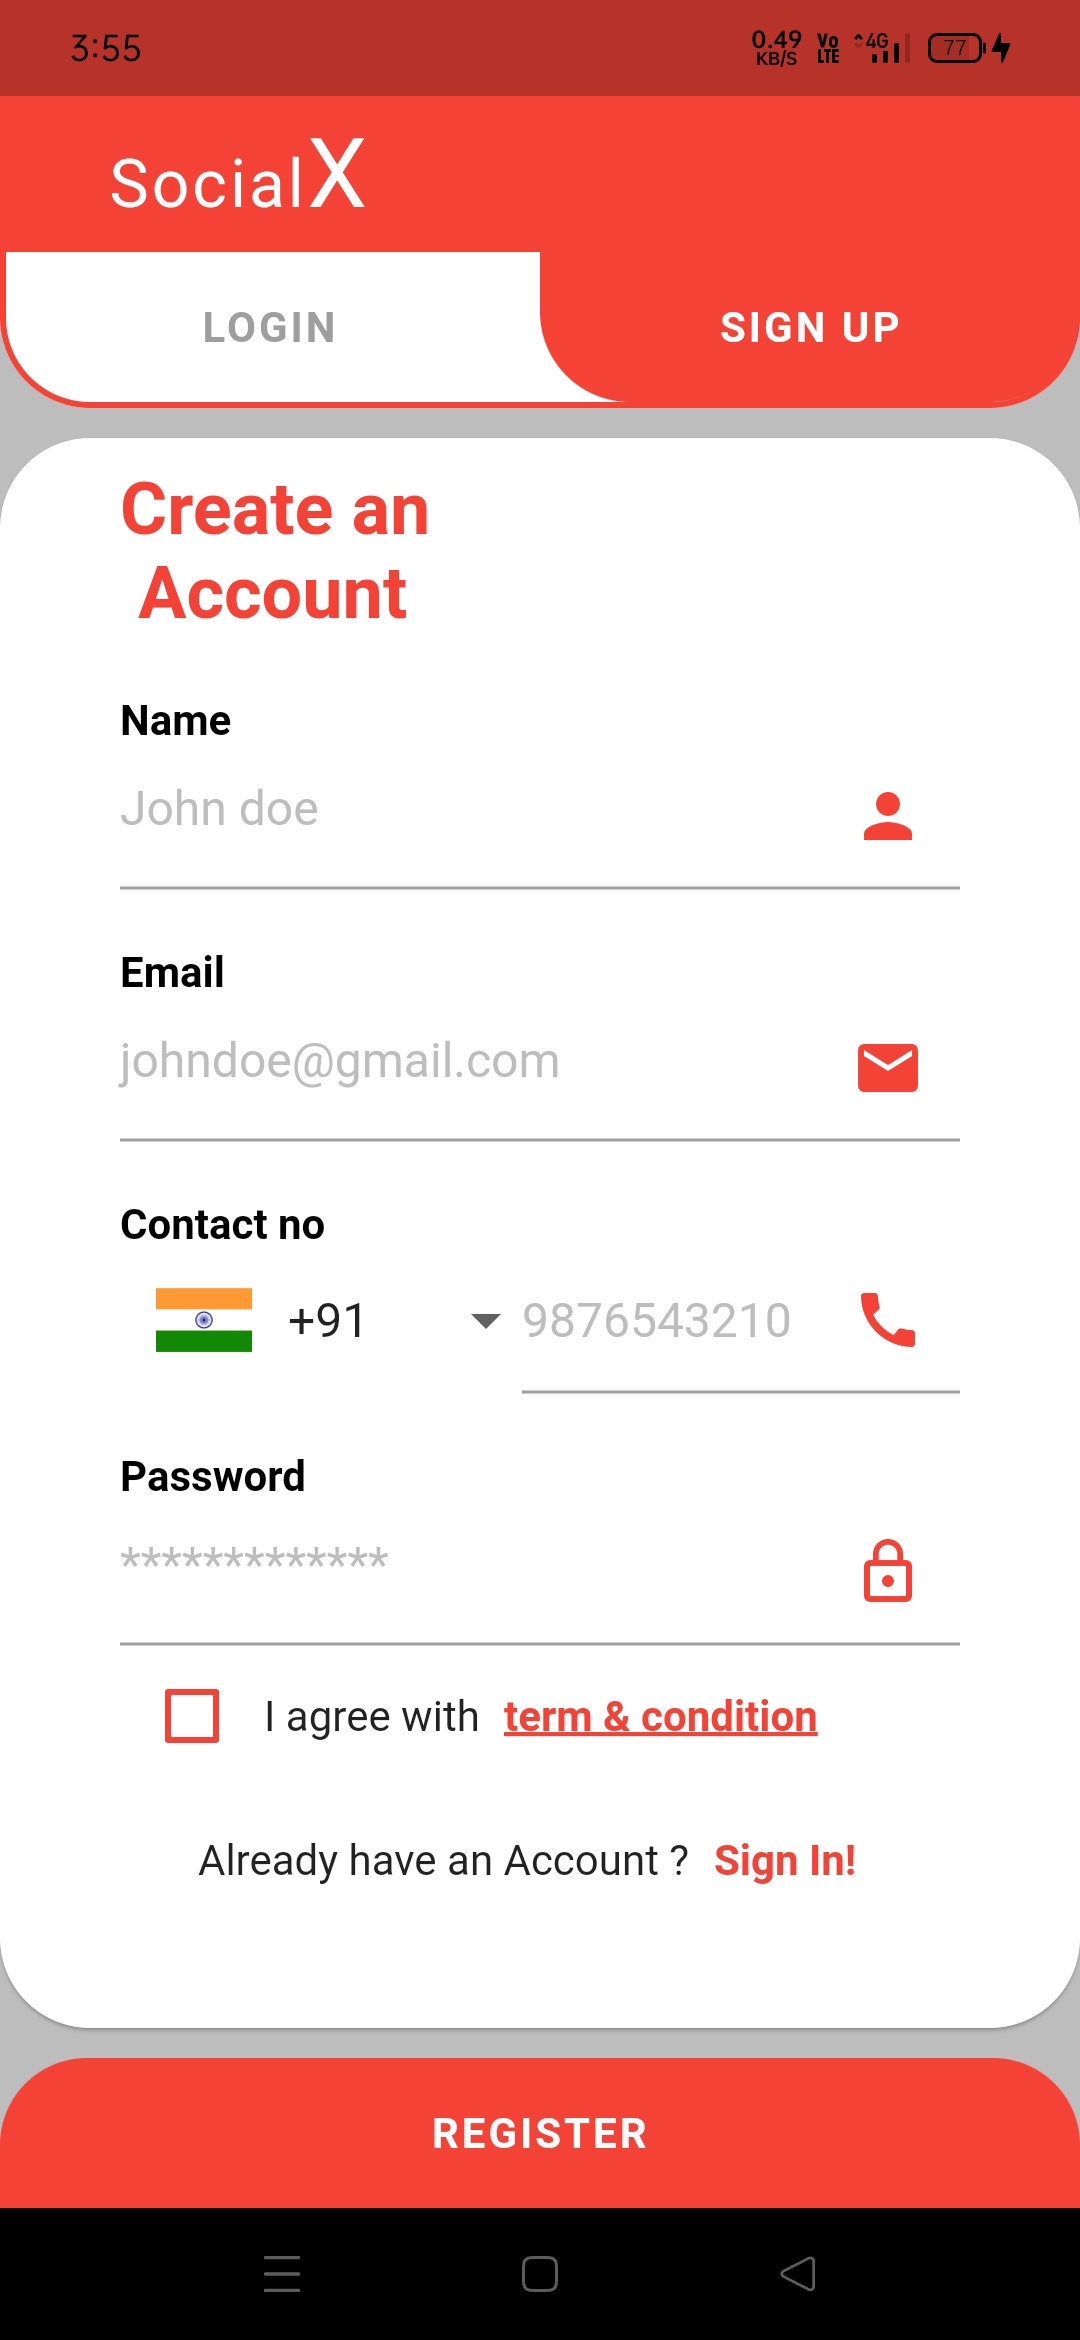 3:55 0.49 KB/S Vo LTE 4G 77
SocialX
LOGIN SIGN UP
Create an
Account
Name
John doe
Email
johndoe@gmail.com
Contact no
+91 9876543210
Password
*************
I agree with term & condition
Already have an Account ? Sign In!
REGISTER